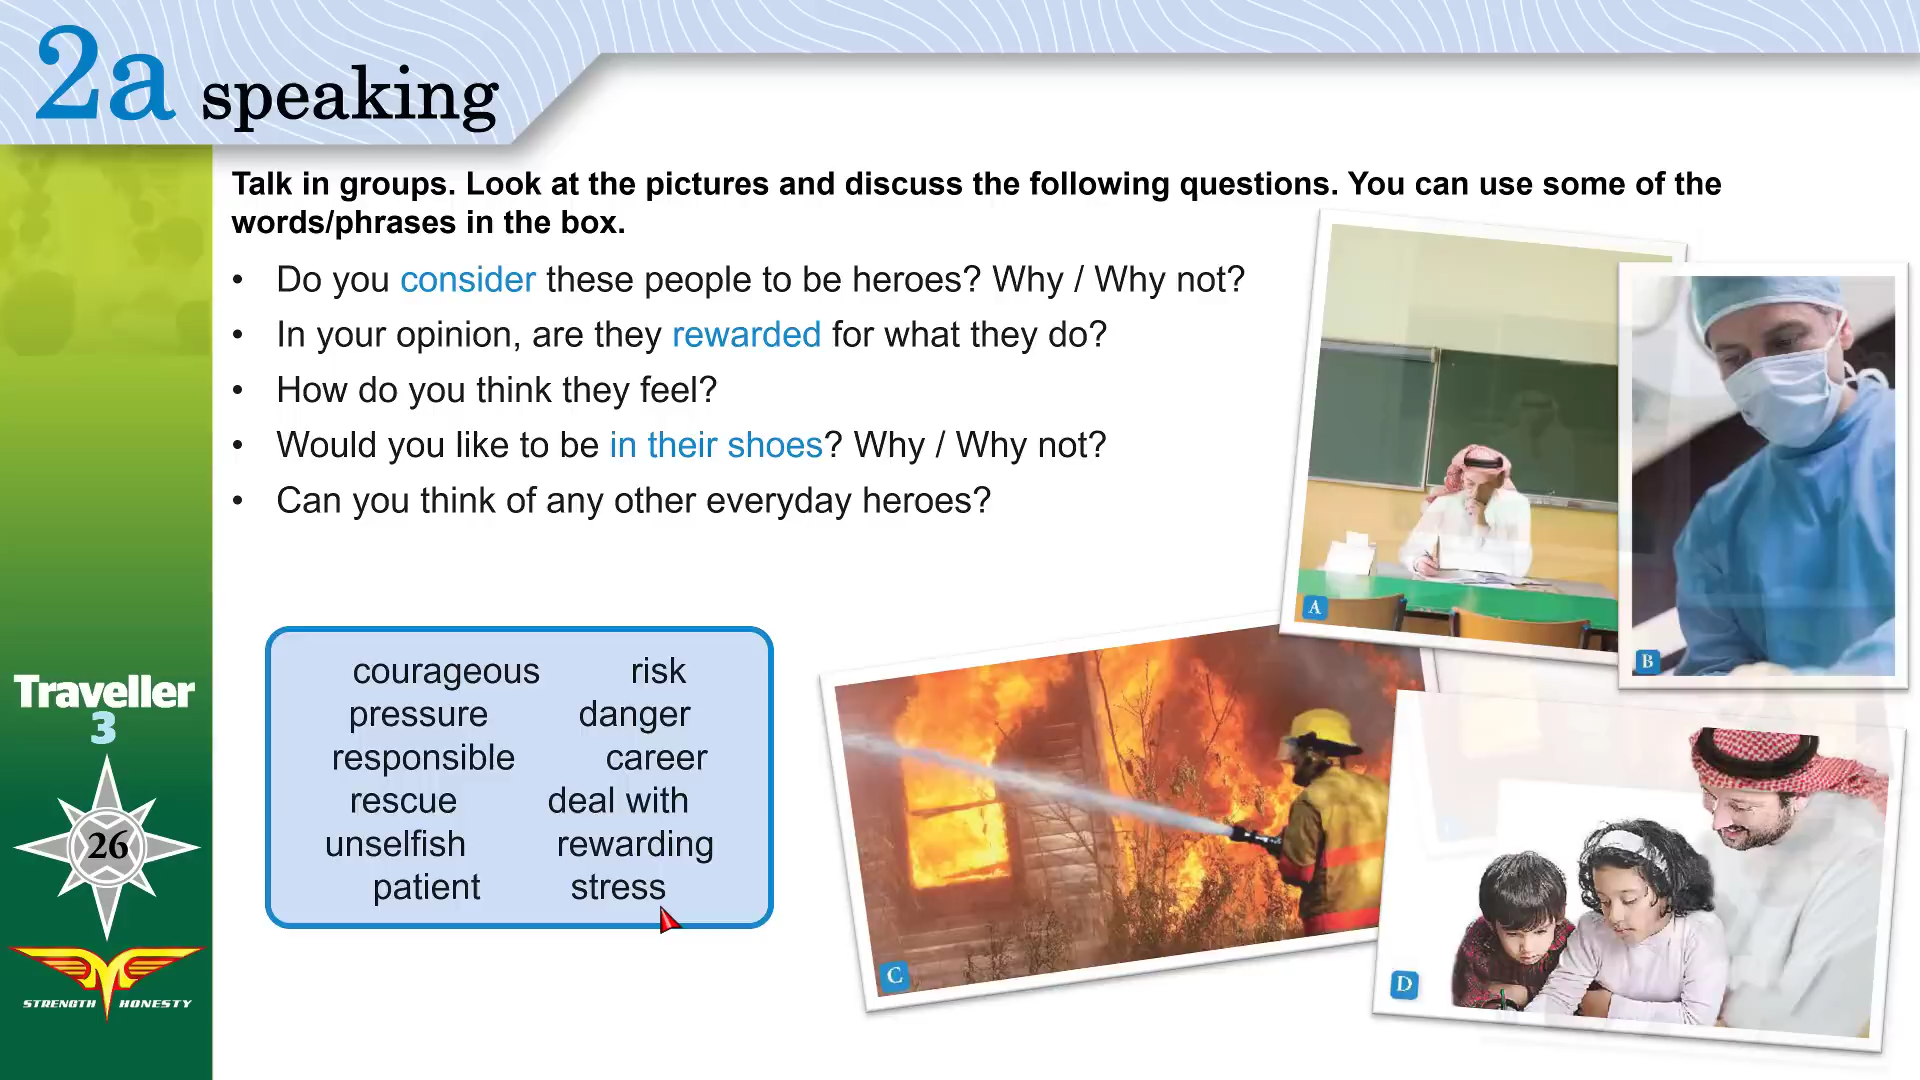 2a speaking
Talk in groups. Look at the pictures and discuss the following questions. You can use some of the
words/phrases in the box.
• Do you consider these people to be heroes? Why / Why not?
• In your opinion, are they rewarded for what they do?
• How do you think they feel?
• Would you like to be in their shoes? Why / Why not?
• Can you think of any other everyday heroes?
courageous risk
pressure danger
responsible career
rescue deal with
unselfish rewarding
patient stress
A
B
C
D
Traveller
3
26
STRENGTH HONESTY